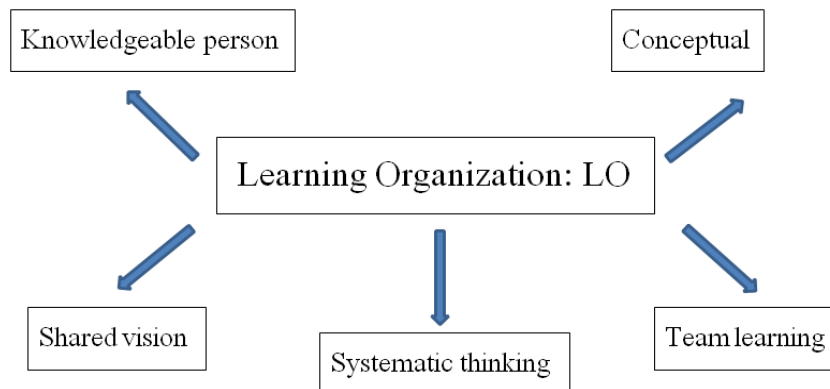 Knowledgeable person
Conceptual
Learning Organization: LO
Shared vision
Systematic thinking
Team learning